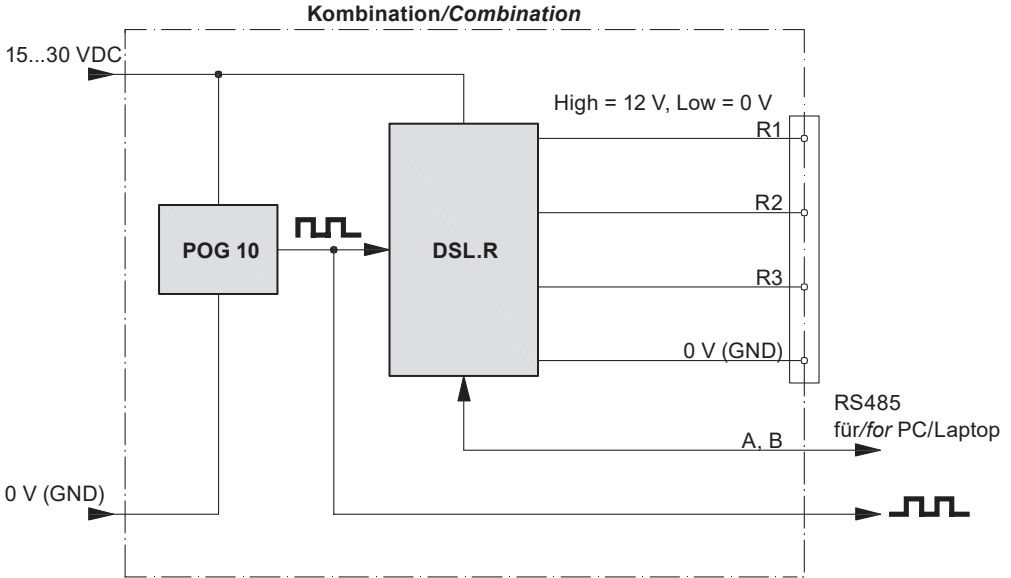 Kombination/Combination
15...30 VDC
High = 12 V, Low = 0 V
R1
R2
POG 10
DSL.R
R3
0 V (GND)
RS485
für/for PC/Laptop
A, B
0 V (GND)